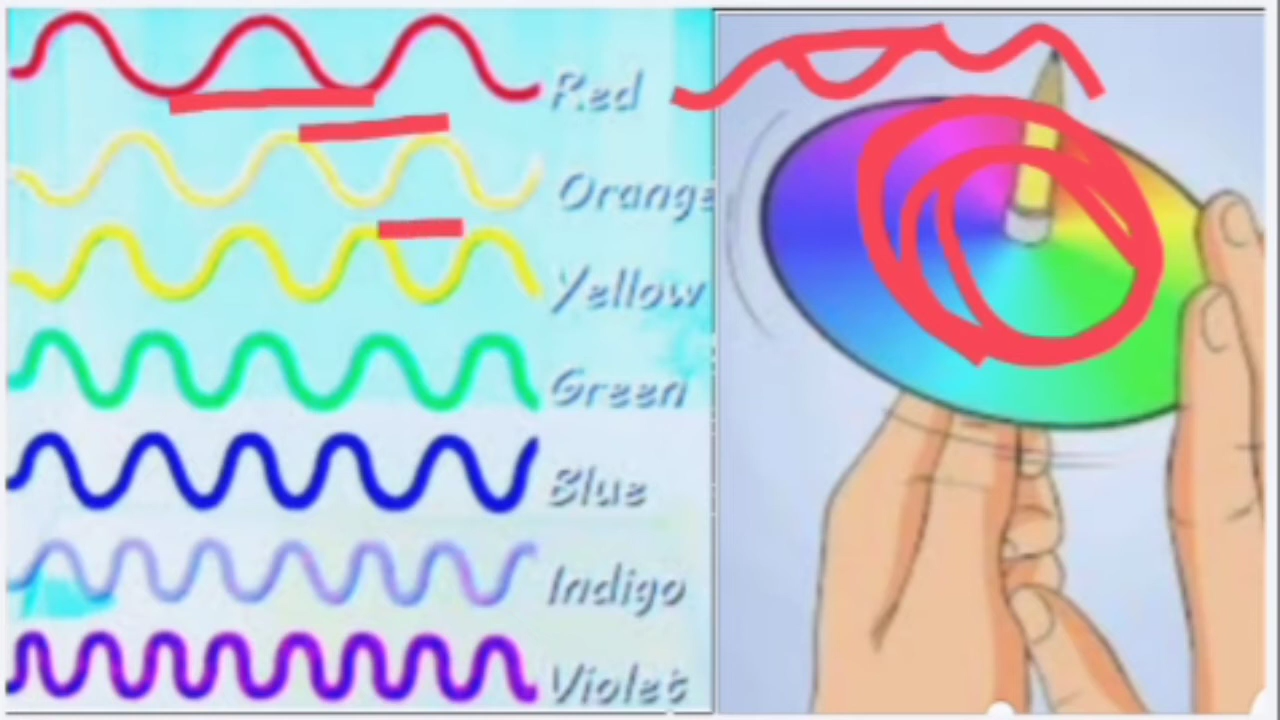 Red
Orange
Yellow
Green
Blue
Indigo
Violet